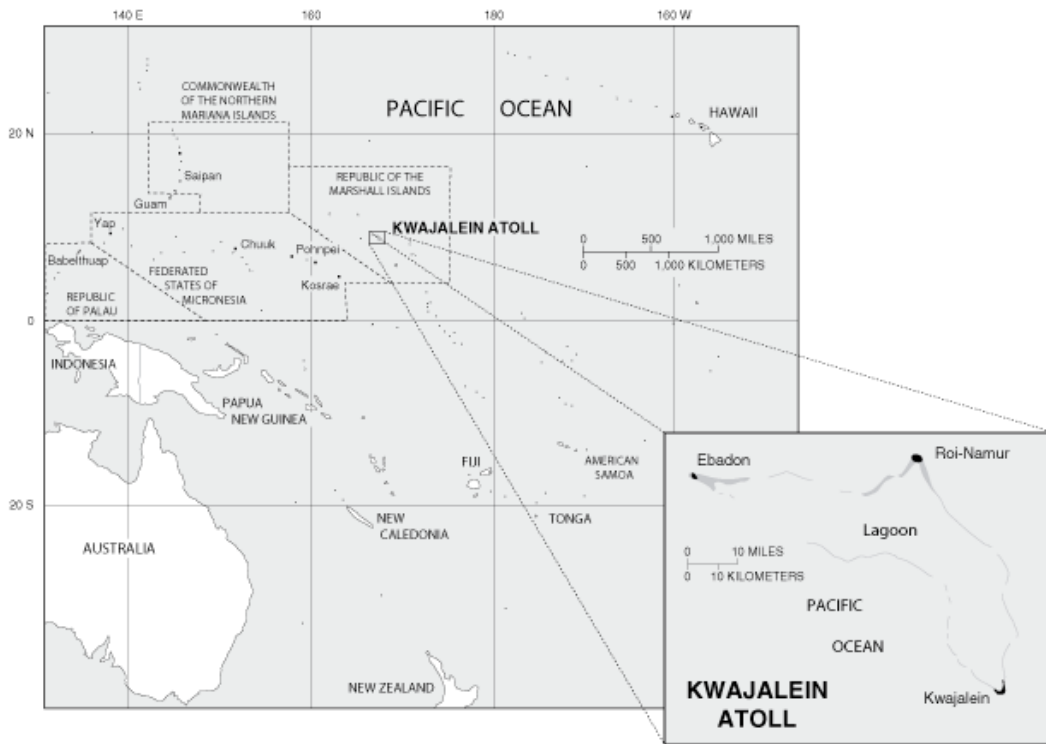 140 E 160 180 160 W
COMMONWEALTH
OF THE NORTHERN
MARIANA ISLANDS
PACIFIC OCEAN
HAWAII
20 N
Saipan
REPUBLIC OF THE
MARSHALL ISLANDS
Guam
Yap
KWAJALEIN ATOLL
Chuuk
Pohnpei
0 500 1,000 MILES
0 500 1,000 KILOMETERS
Babelthuap
FEDERATED
STATES OF
MICRONESIA
Kosrae
REPUBLIC
OF PALAU
0
INDONESIA
PAPUA
NEW GUINEA
FIJI
AMERICAN
SAMOA
20 S
NEW
CALEDONIA
TONGA
AUSTRALIA
NEW ZEALAND
Ebadon
Roi-Namur
Lagoon
0 10 MILES
0 10 KILOMETERS
PACIFIC
OCEAN
KWAJALEIN
ATOLL
Kwajalein